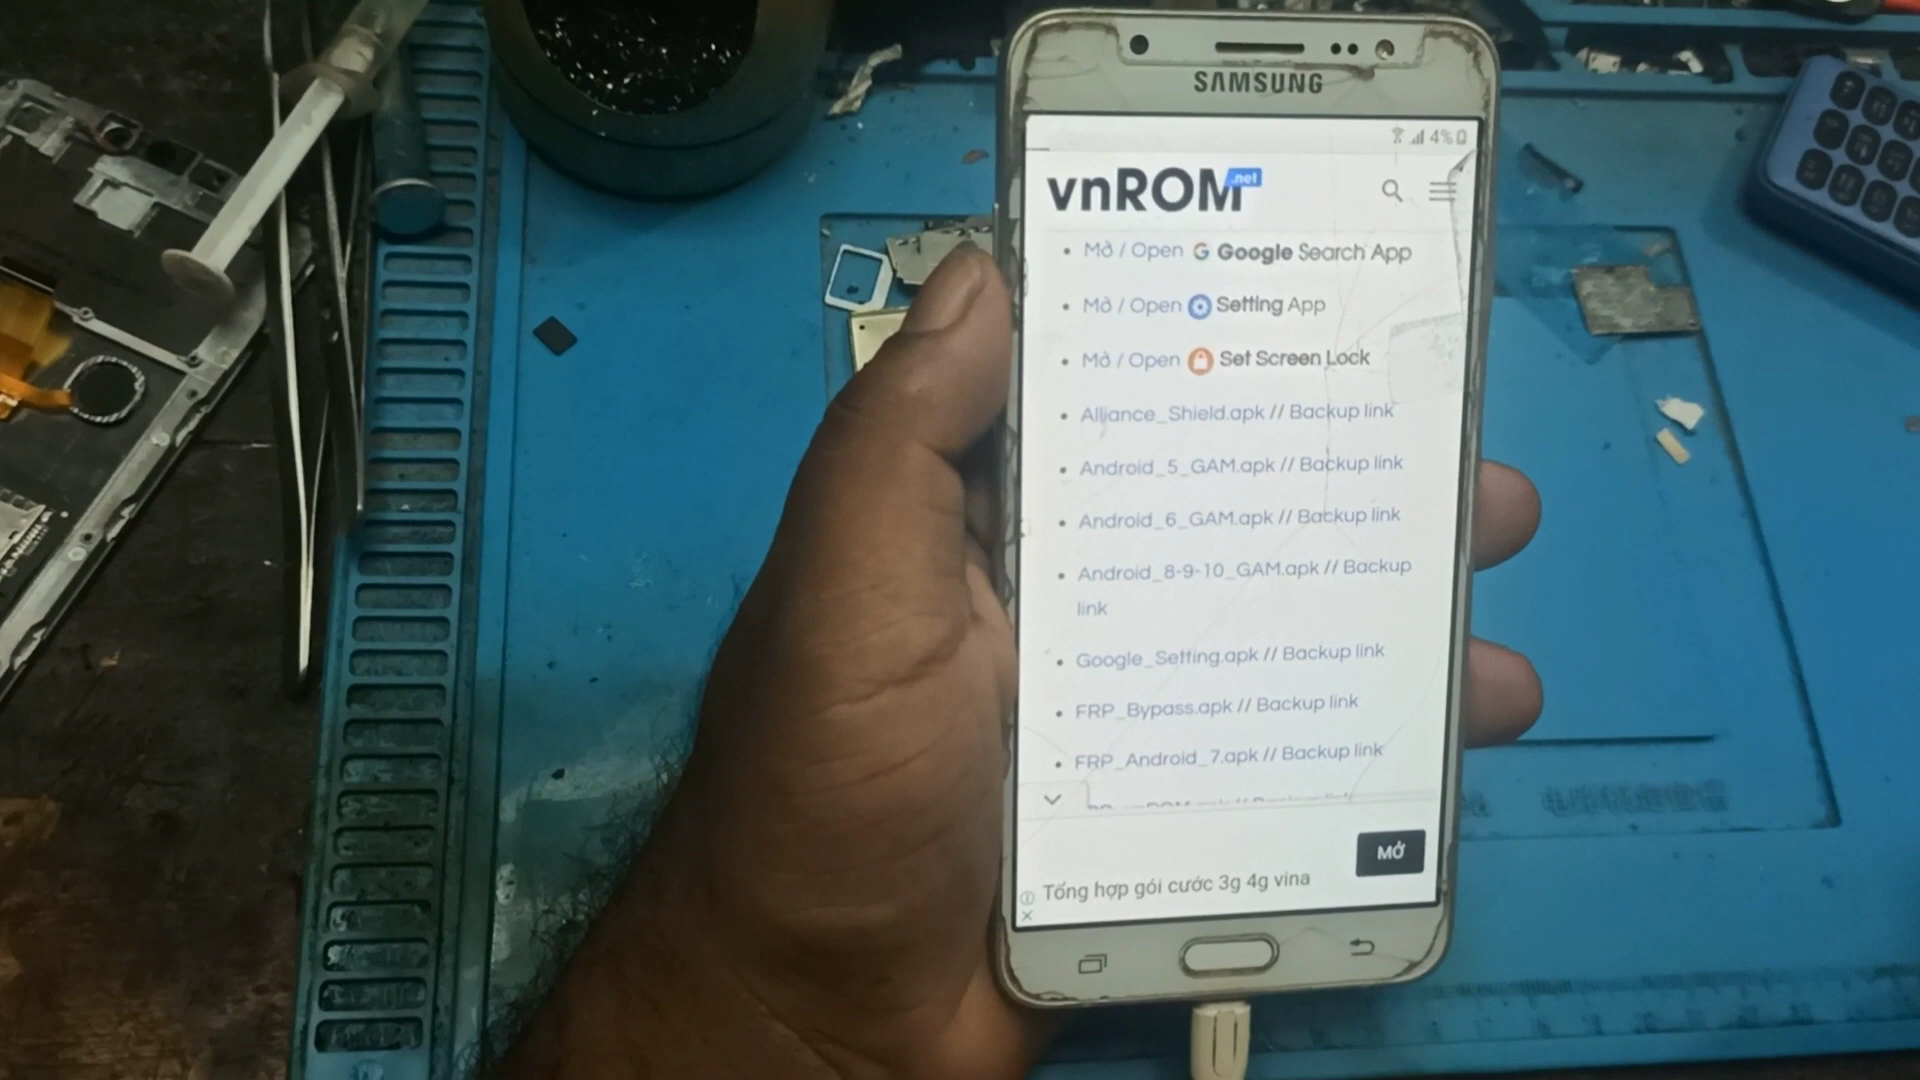 SAMSUNG
4%
vnROM .net
Mở / Open G Google Search App
Mở / Open Setting App
Mở / Open Set Screen Lock
Alliance_Shield.apk // Backup link
Android_5_GAM.apk // Backup link
Android_6_GAM.apk // Backup link
Android_8-9-10_GAM.apk // Backup
link
Google_Setting.apk // Backup link
FRP_Bypass.apk // Backup link
FRP_Android_7.apk // Backup link
MỞ
Tổng hợp gói cước 3g 4g vina